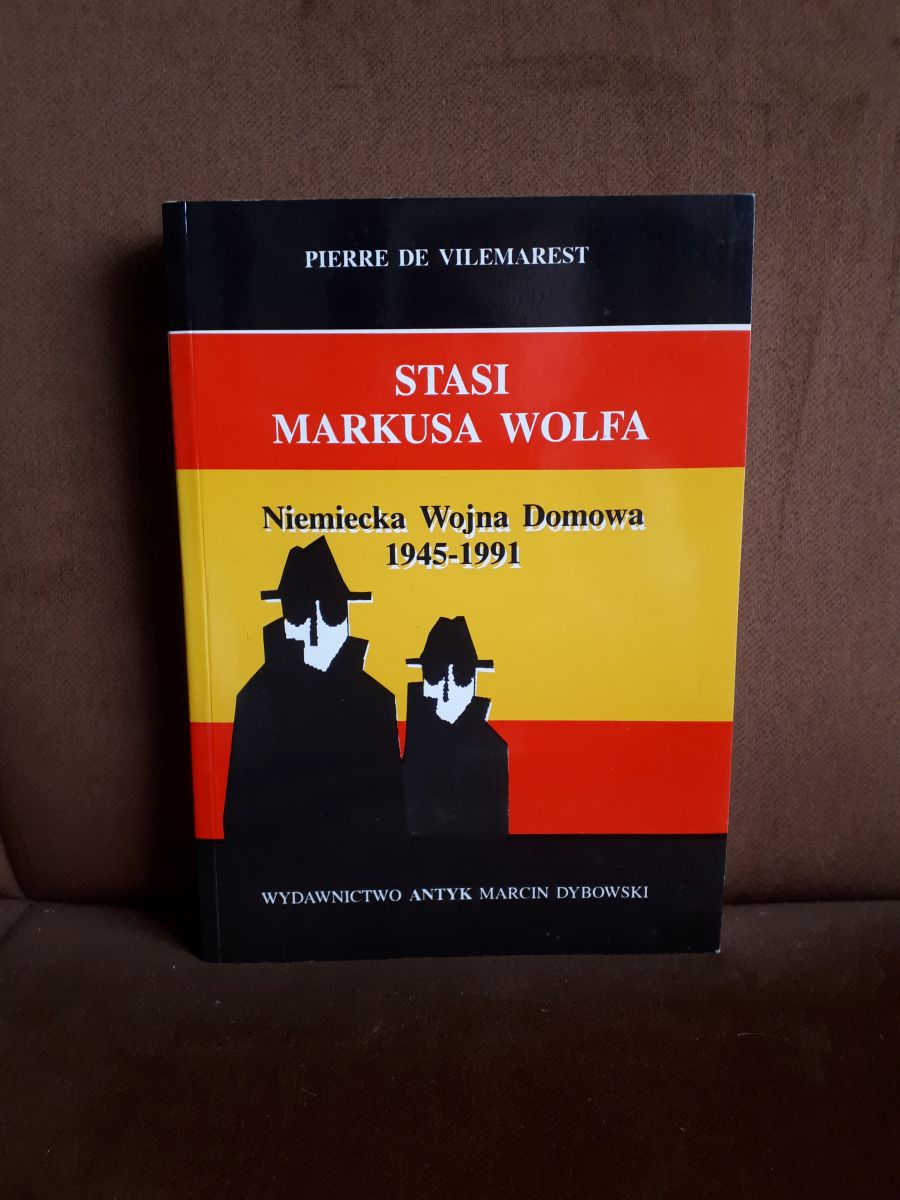 PIERRE DE VILEMAREST
STASI
MARKUSA WOLFA
Niemiecka Wojna Domowa
1945-1991
WYDAWNICTWO ANTYK MARCIN DYBOWSKI